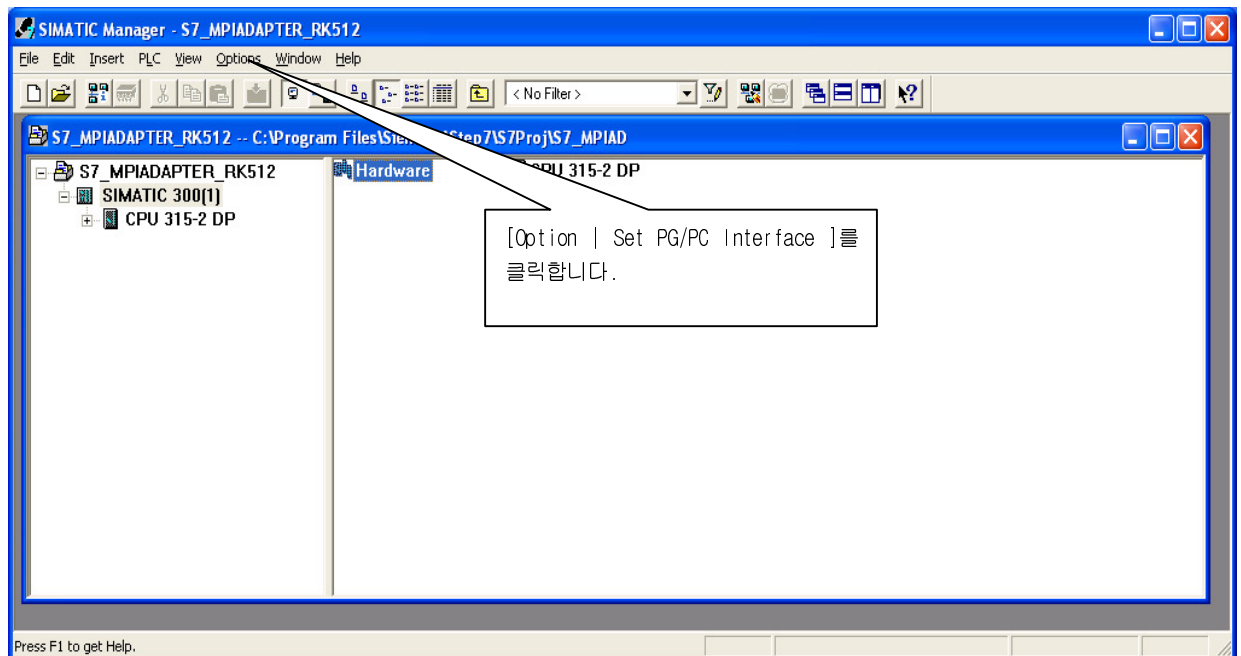 SIMATIC Manager - S7_MPIADAPTER_RK512
File Edit Insert PLC View Options Window Help
< No Filter >
S7_MPIADAPTER_RK512 -- C:\Program Files\Sie Step7\S7Proj\S7_MPIAD
S7_MPIADAPTER_RK512
SIMATIC 300(1)
CPU 315-2 DP
Hardware
CPU 315-2 DP
[Option | Set PG/PC Interface ]를
클릭합니다.
Press F1 to get Help.